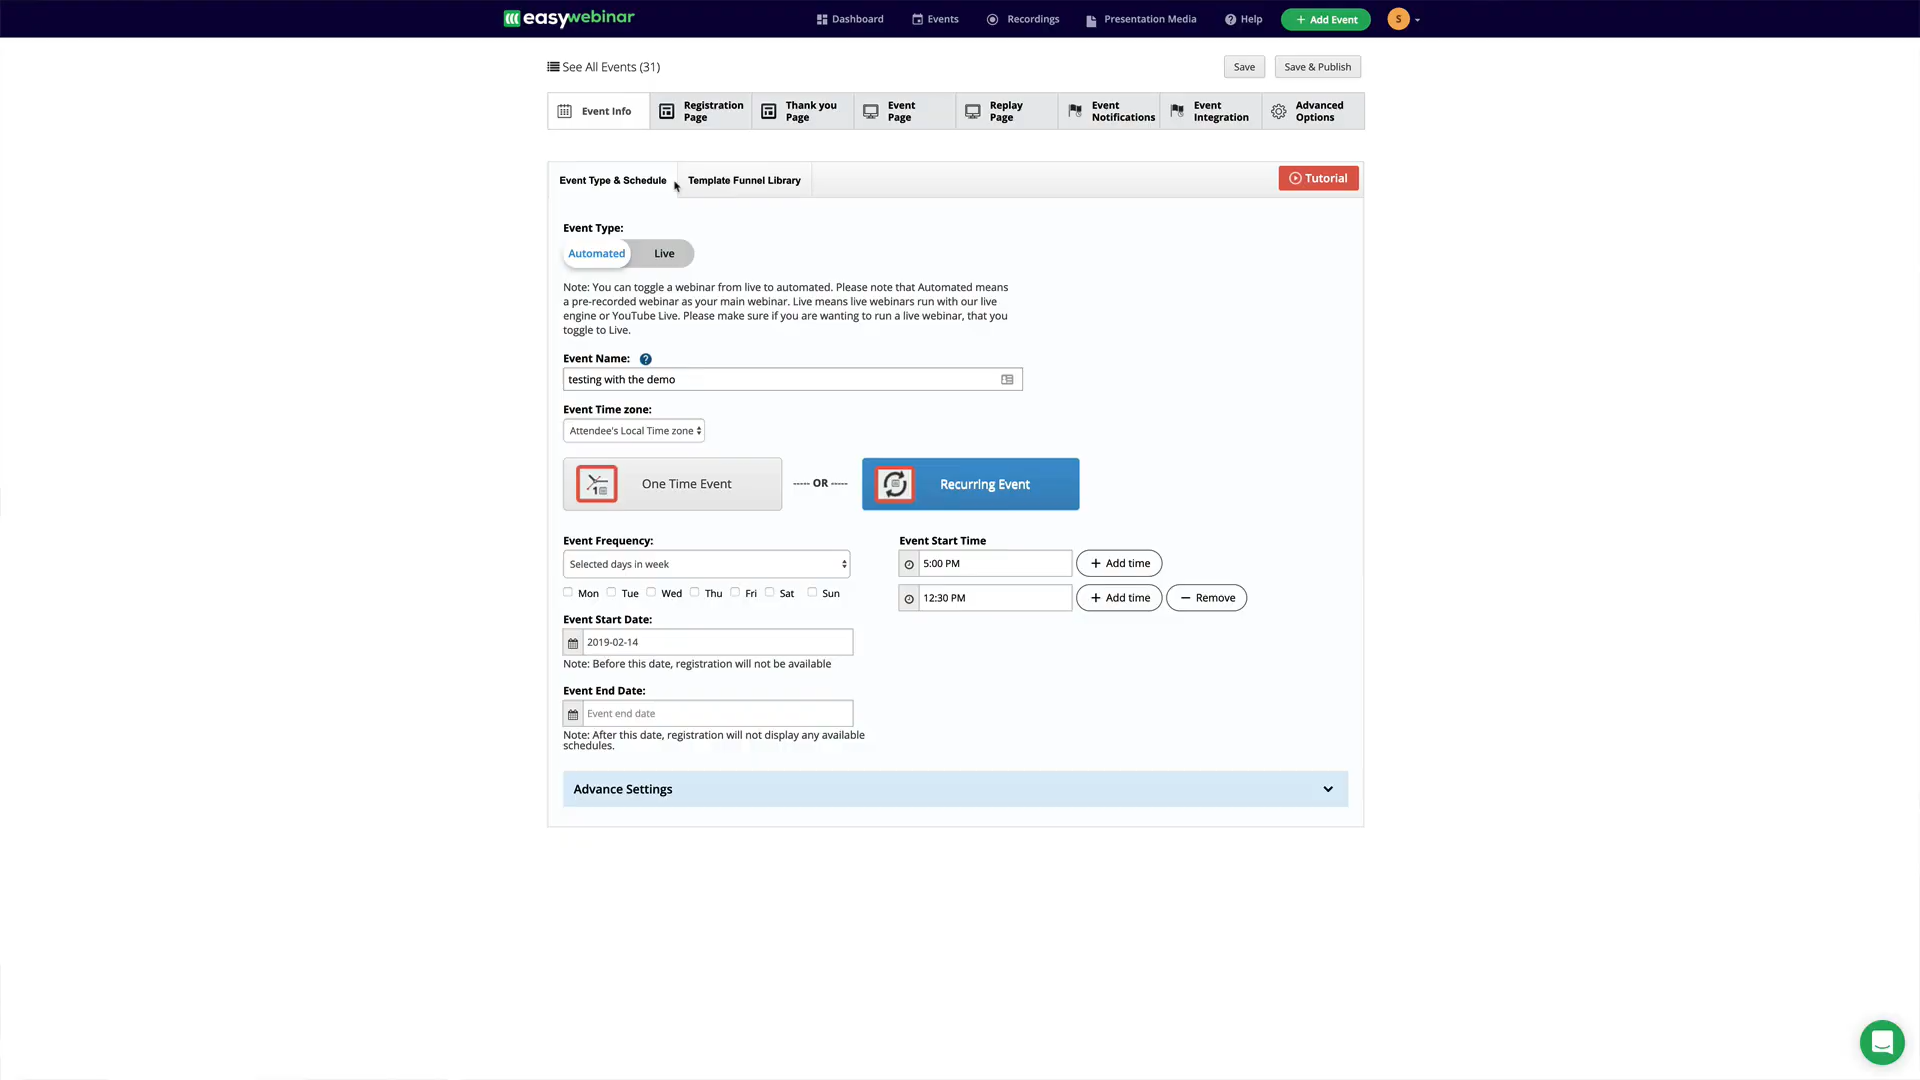 easywebinar
Dashboard
Events
Recordings
Presentation Media
Help
+ Add Event
S
See All Events (31)
Save
Save & Publish
Event Info
Registration
Page
Thank you
Page
Event
Page
Replay
Page
Event
Notifications
Event
Integration
Advanced
Options
Event Type & Schedule
Template Funnel Library
Tutorial
Event Type:
Automated
Live
Note: You can toggle a webinar from live to automated. Please note that Automated means
a pre-recorded webinar as your main webinar. Live means live webinars run with our live
engine or YouTube Live. Please make sure if you are wanting to run a live webinar, that you
toggle to Live.
Event Name: ?
testing with the demo
Event Time zone:
Attendee's Local Time zone
1
One Time Event
----- OR -----
Recurring Event
Event Frequency:
Selected days in week
Mon Tue Wed Thu Fri Sat Sun
Event Start Time
5:00 PM
+ Add time
12:30 PM
+ Add time
− Remove
Event Start Date:
2019-02-14
Note: Before this date, registration will not be available
Event End Date:
Event end date
Note: After this date, registration will not display any available
schedules.
Advance Settings